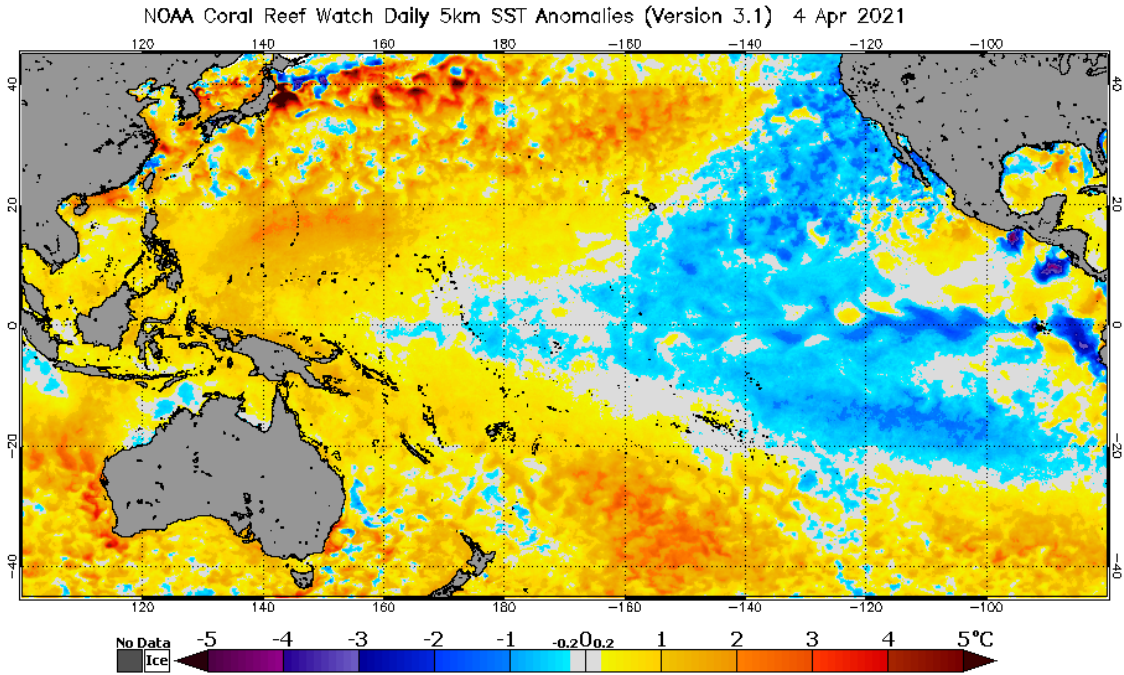 NOAA Coral Reef Watch Daily 5km SST Anomalies (Version 3.1) 4 Apr 2021
120 140 160 180 -160 -140 -120 -100
40 40
20 20
0 0
-20 -20
-40 -40
120 140 160 180 -160 -140 -120 -100
No Data Ice -5 -4 -3 -2 -1 -0.2 0 0.2 1 2 3 4 5°C